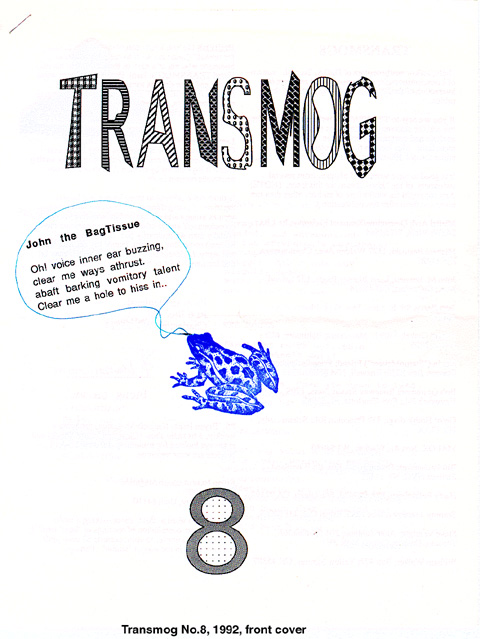 TRANSMOG
John the BagTissue
Oh! voice inner ear buzzing,
clear me ways athrust.
abaft barking vomitory talent
Clear me a hole to hiss in..
8
Transmog No.8, 1992, front cover